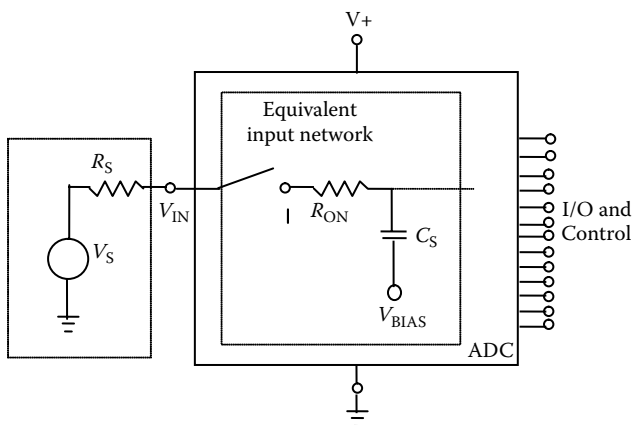 V+
Equivalent
input network
R_S
V_IN
R_ON
V_S
C_S
V_BIAS
I/O and
Control
ADC